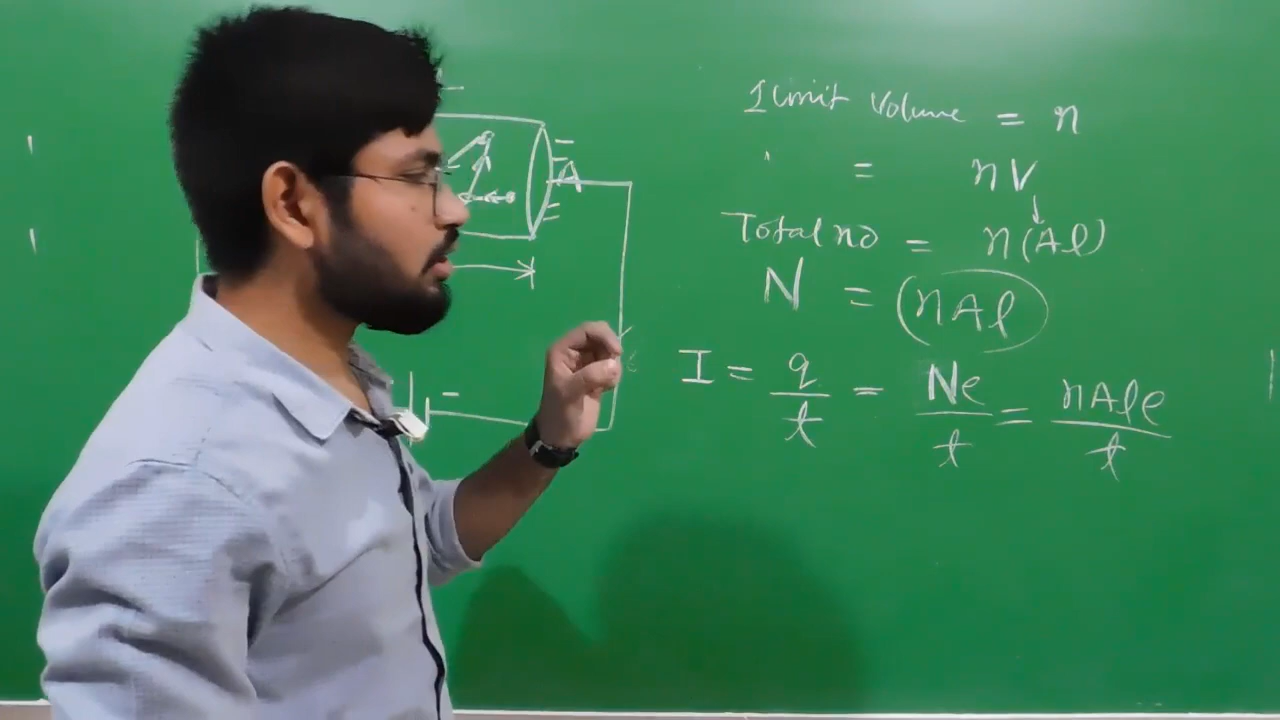 1 Unit Volume = n
= nV
Total no = n(Al)
N = (nAl)
I = q/t = Ne/t = nAle/t
A
-